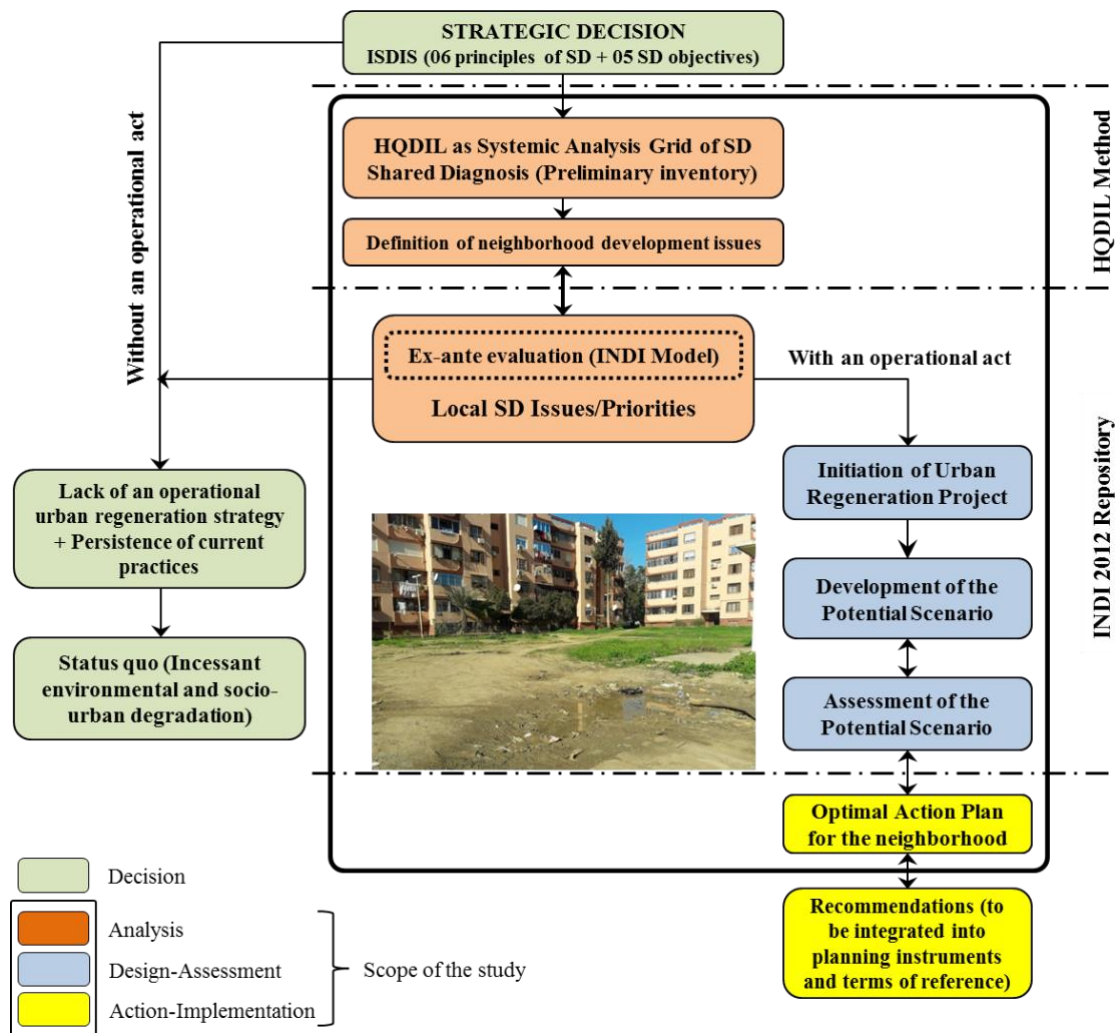 STRATEGIC DECISION
ISDIS (06 principles of SD + 05 SD objectives)
Without an operational act
HQDIL as Systemic Analysis Grid of SD
Shared Diagnosis (Preliminary inventory)
Definition of neighborhood development issues
HQDIL Method
Ex-ante evaluation (INDI Model)
Local SD Issues/Priorities
With an operational act
INDI 2012 Repository
Lack of an operational
urban regeneration strategy
+ Persistence of current
practices
Status quo (Incessant
environmental and socio-
urban degradation)
Initiation of Urban
Regeneration Project
Development of the
Potential Scenario
Assessment of the
Potential Scenario
Optimal Action Plan
for the neighborhood
Recommendations (to
be integrated into
planning instruments
and terms of reference)
Decision
Analysis
Design-Assessment
Action-Implementation
Scope of the study